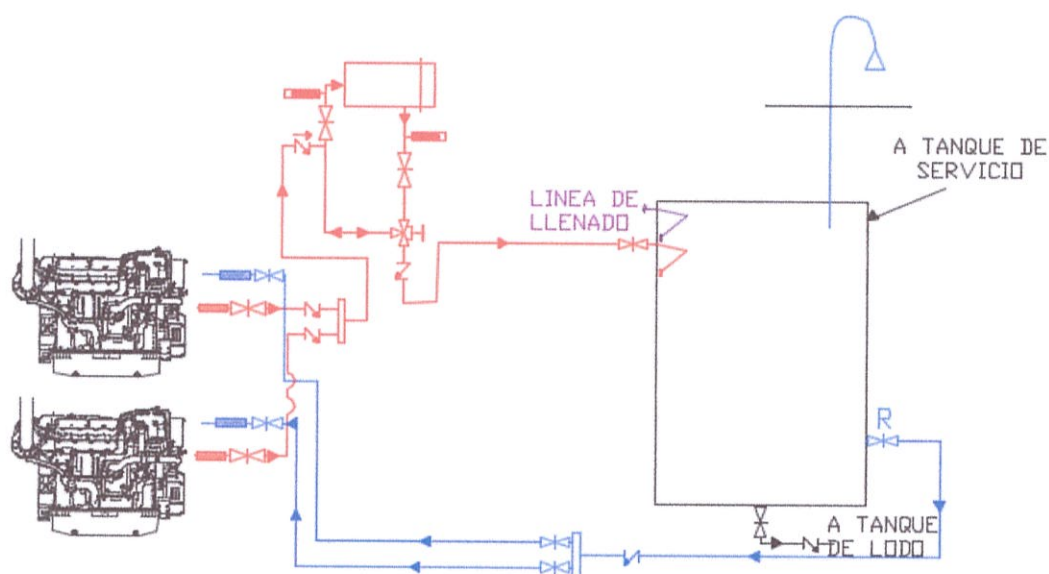 A TANQUE DE
SERVICIO
LINEA DE
LLENADO
R
A TANQUE
DE LODO